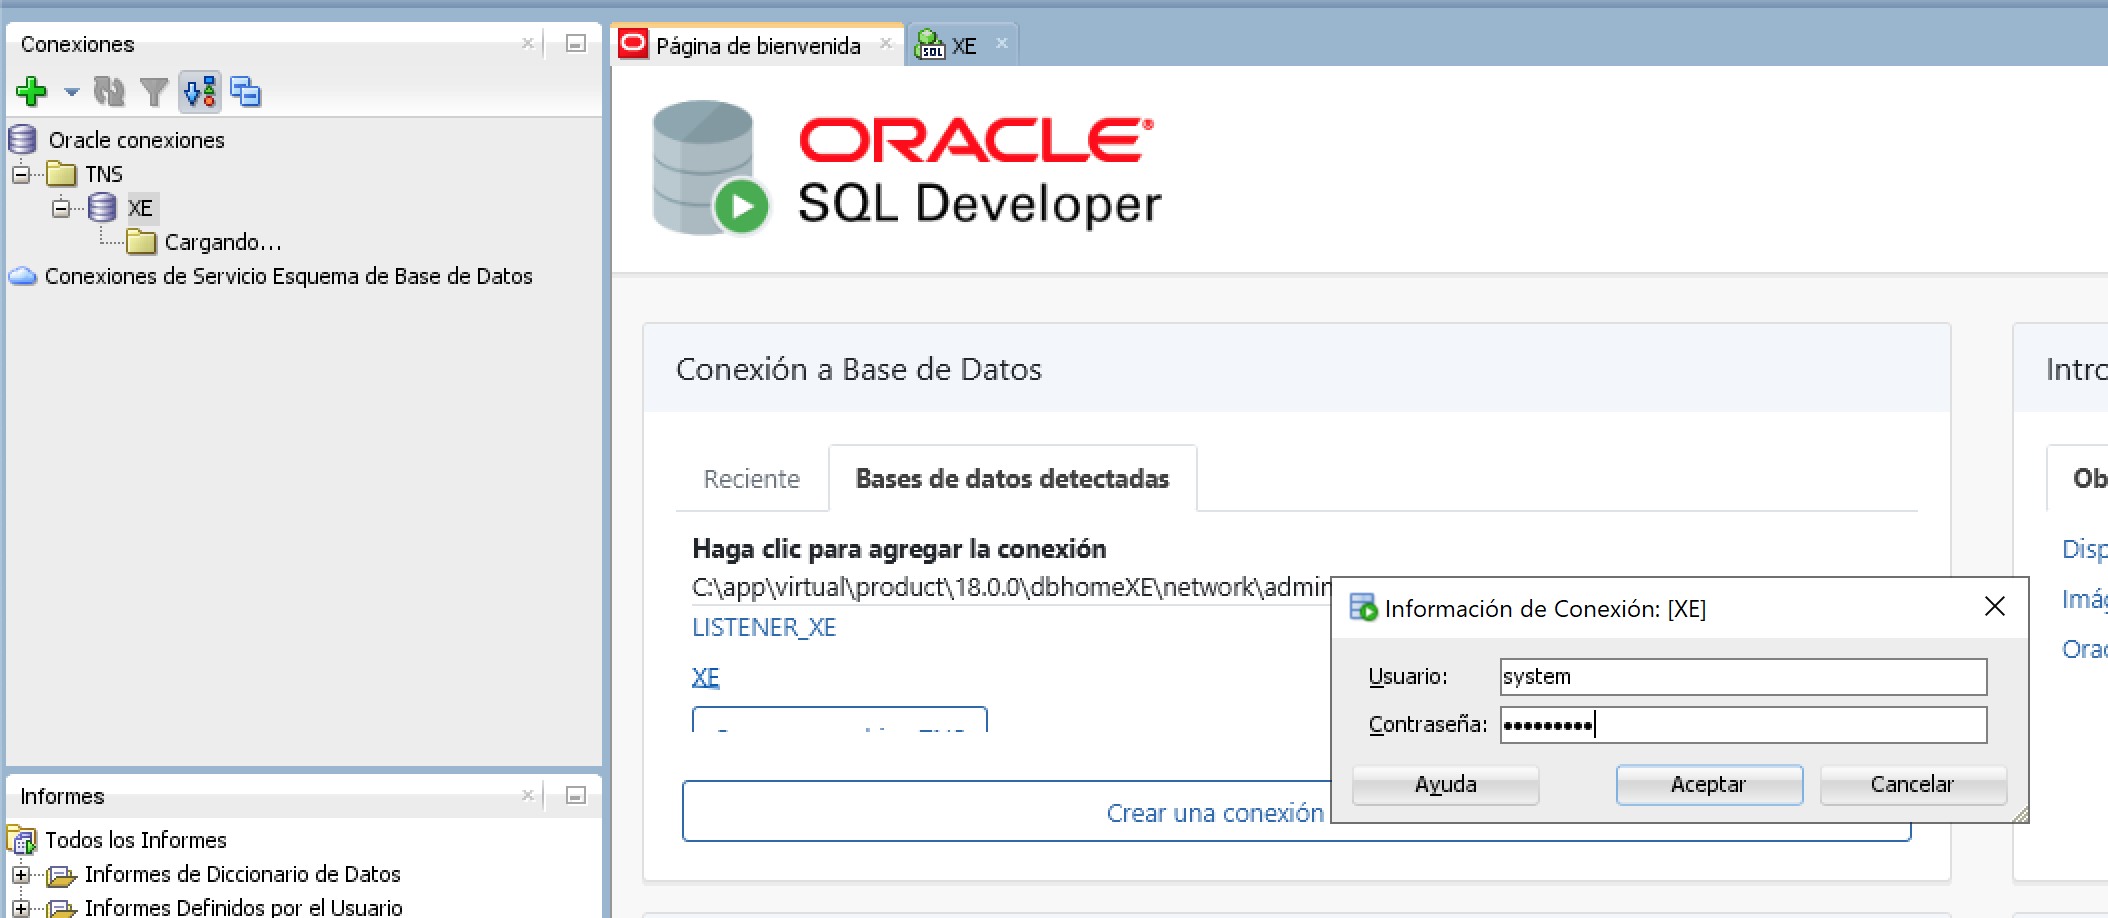 Conexiones
Oracle conexiones
TNS
XE
Cargando...
Conexiones de Servicio Esquema de Base de Datos
Informes
Todos los Informes
Informes de Diccionario de Datos
Informes Definidos por el Usuario
Página de bienvenida
SQL XE
ORACLE®
SQL Developer
Conexión a Base de Datos
Reciente
Bases de datos detectadas
Haga clic para agregar la conexión
C:\app\virtual\product\18.0.0\dbhomeXE\network\admin
LISTENER_XE
XE
Crear una conexión
Información de Conexión: [XE]
Usuario: system
Contraseña: •••••••••
Ayuda
Aceptar
Cancelar
Intro
Ob
Disp
Imág
Orac